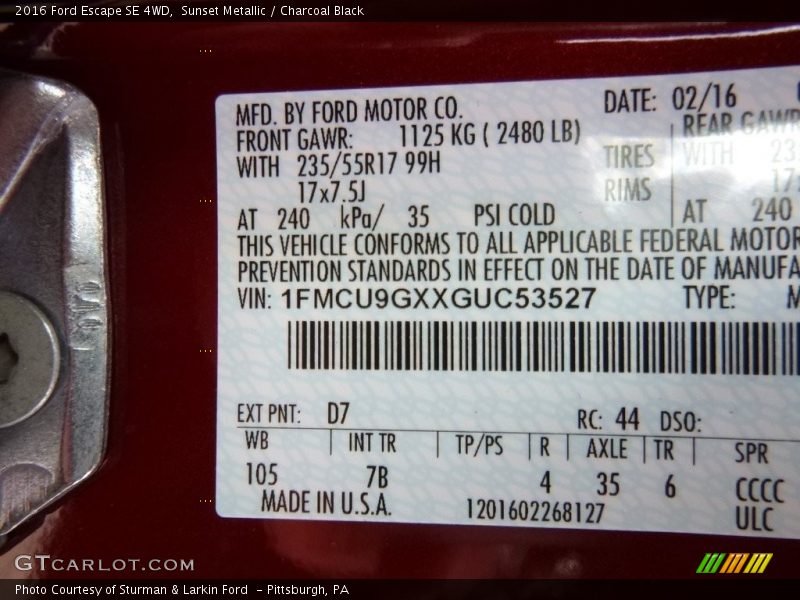 2016 Ford Escape SE 4WD,  Sunset Metallic / Charcoal Black
MFD. BY FORD MOTOR CO. DATE: 02/16
FRONT GAWR: 1125 KG ( 2480 LB) REAR GAWR
WITH 235/55R17 99H TIRES WITH 23
17x7.5J RIMS 17
AT 240 kPa/ 35 PSI COLD AT 240
THIS VEHICLE CONFORMS TO ALL APPLICABLE FEDERAL MOTOR
PREVENTION STANDARDS IN EFFECT ON THE DATE OF MANUFA
VIN: 1FMCU9GXXGUC53527 TYPE: M
EXT PNT: D7 RC: 44 DSO:
WB INT TR TP/PS R AXLE TR SPR
105 7B 4 35 6 CCCC
MADE IN U.S.A. 1201602268127 ULC
GTCARLOT.COM
Photo Courtesy of Sturman & Larkin Ford  - Pittsburgh, PA